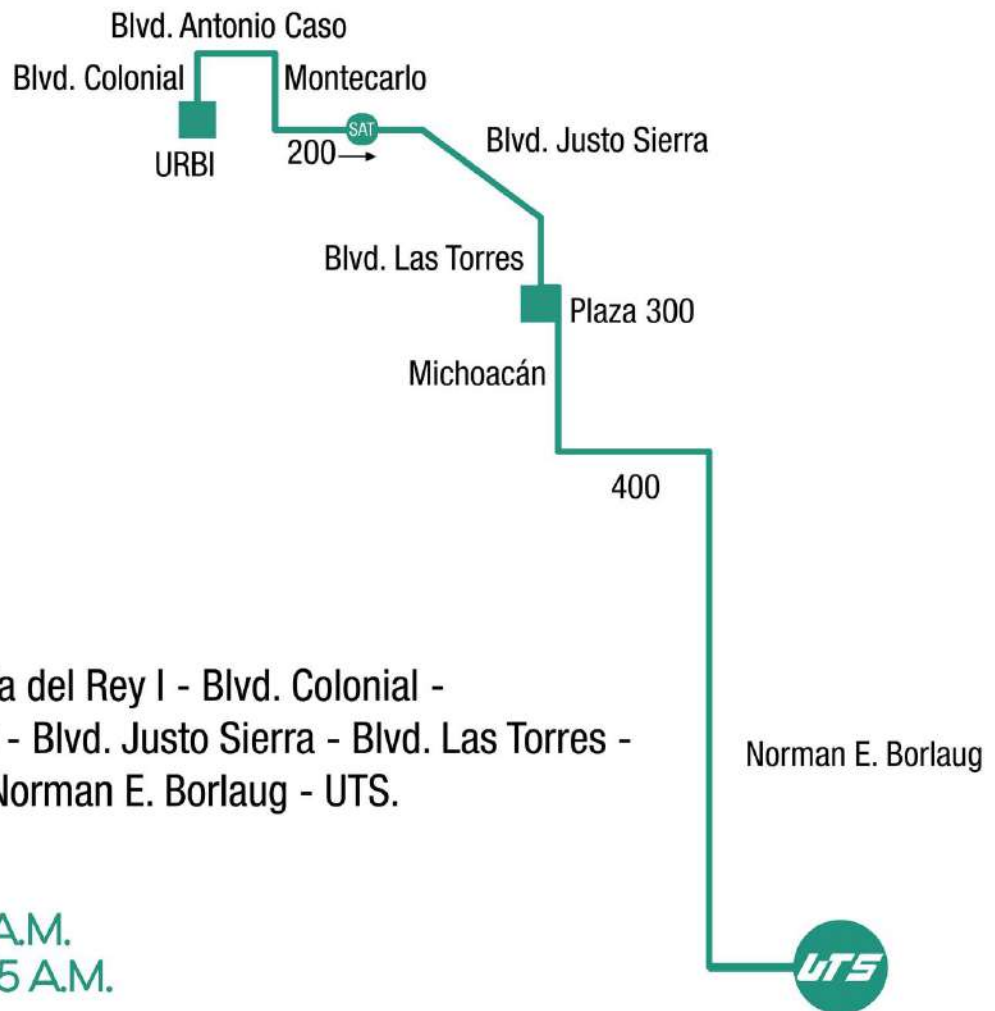 Blvd. Antonio Caso
Blvd. Colonial
Montecarlo
SAT
200→
Blvd. Justo Sierra
URBI
Blvd. Las Torres
Plaza 300
Michoacán
400
a del Rey I - Blvd. Colonial -
- Blvd. Justo Sierra - Blvd. Las Torres -
Norman E. Borlaug - UTS.
Norman E. Borlaug
A.M.
5 A.M.
UTS